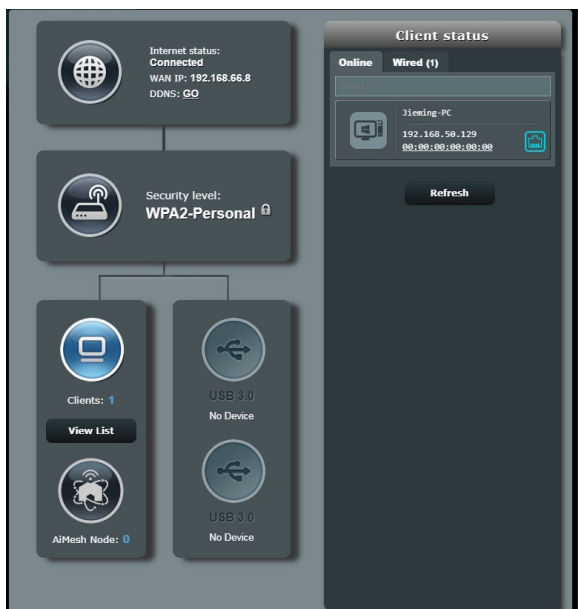 Internet status:
Connected
WAN IP: 192.168.66.8
DDNS: GO
Security level:
WPA2-Personal
Clients: 1
View List
AiMesh Node: 0
USB 3.0
No Device
USB 3.0
No Device
Client status
Online Wired (1)
Search
Jieming-PC
192.168.50.129
00:00:00:00:00:00
Refresh